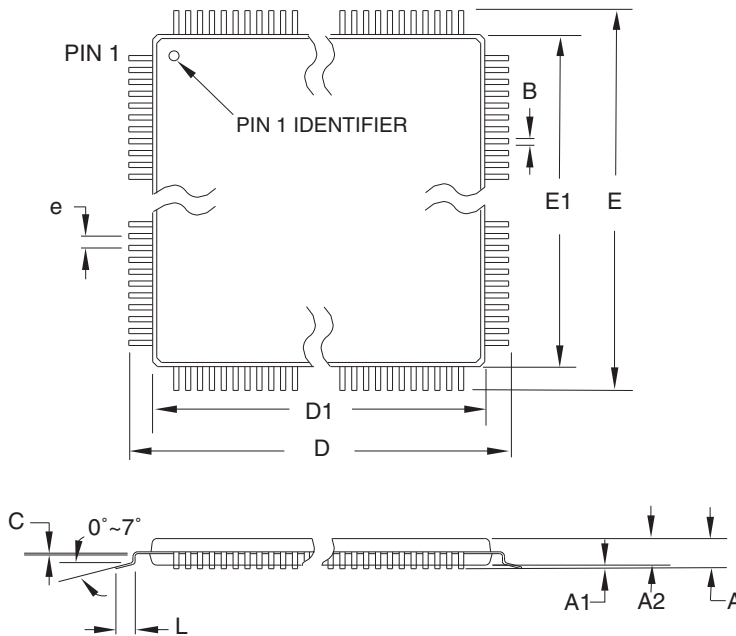 PIN 1
PIN 1 IDENTIFIER
B
e
E1
E
D1
D
C
0°~7°
L
A1
A2
A